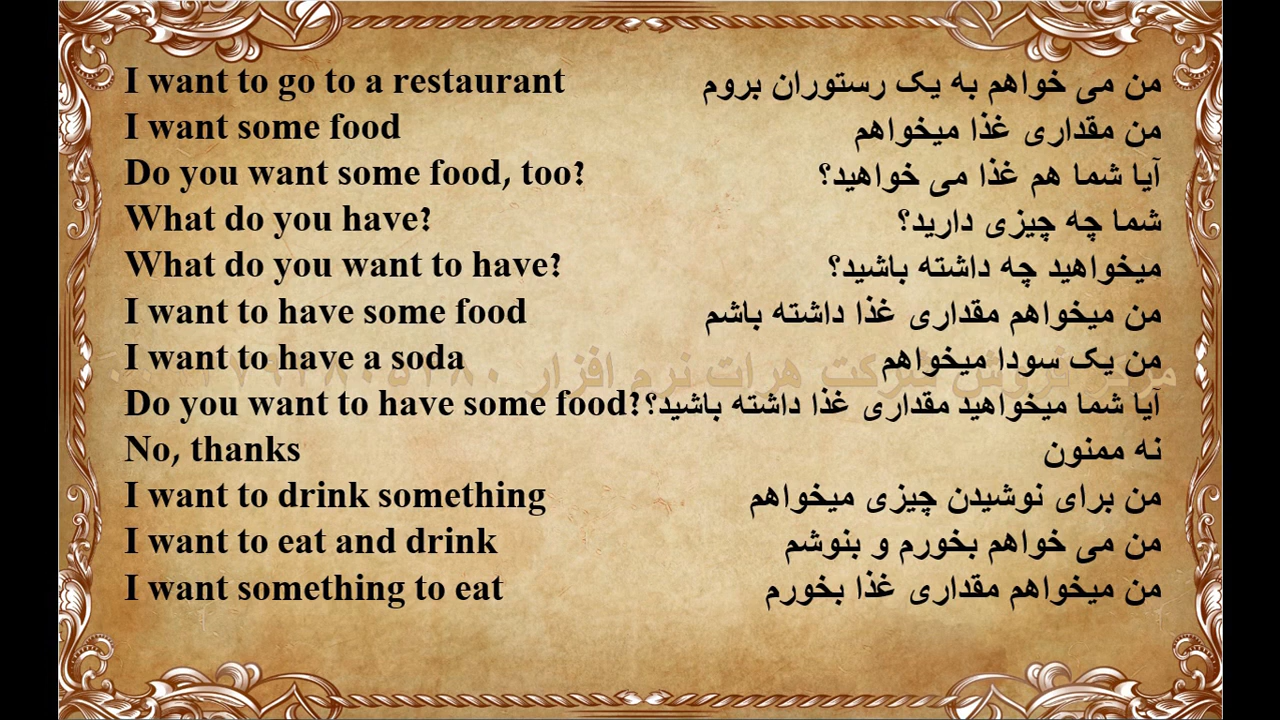 I want to go to a restaurant من می خواهم به یک رستوران بروم
I want some food من مقداری غذا میخواهم
Do you want some food, too? آیا شما هم غذا می خواهید؟
What do you have? شما چه چیزی دارید؟
What do you want to have? میخواهید چه داشته باشید؟
I want to have some food من میخواهم مقداری غذا داشته باشم
I want to have a soda من یک سودا میخواهم
هرات نرم افزار
Do you want to have some food? آیا شما میخواهید مقداری غذا داشته باشید؟
No, thanks نه ممنون
I want to drink something من برای نوشیدن چیزی میخواهم
I want to eat and drink من می خواهم بخورم و بنوشم
I want something to eat من میخواهم مقداری غذا بخورم